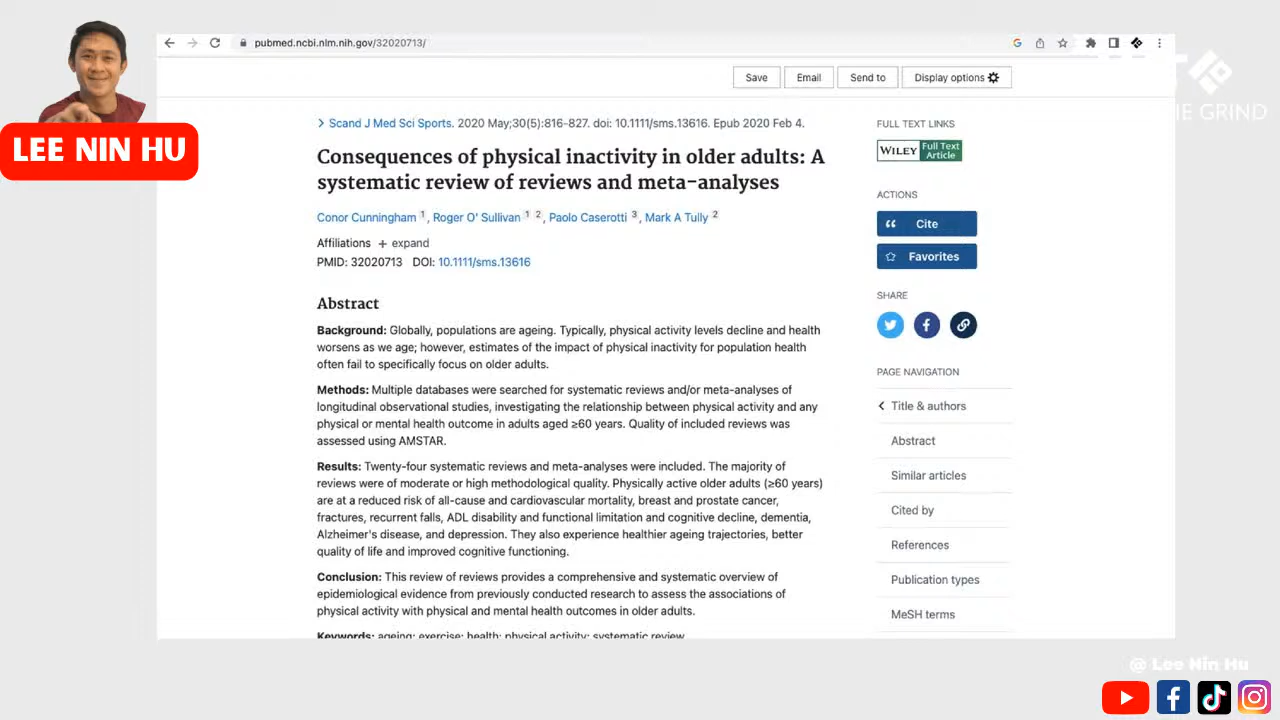 pubmed.ncbi.nlm.nih.gov/32020713/
LEE NIN HU
Save
Email
Send to
Display options
THE GRIND
Scand J Med Sci Sports. 2020 May;30(5):816-827. doi: 10.1111/sms.13616. Epub 2020 Feb 4.
Consequences of physical inactivity in older adults: A
systematic review of reviews and meta-analyses
Conor Cunningham 1, Roger O' Sullivan 1 2, Paolo Caserotti 3, Mark A Tully 2
Affiliations + expand
PMID: 32020713 DOI: 10.1111/sms.13616
Abstract
Background: Globally, populations are ageing. Typically, physical activity levels decline and health
worsens as we age; however, estimates of the impact of physical inactivity for population health
often fail to specifically focus on older adults.
Methods: Multiple databases were searched for systematic reviews and/or meta-analyses of
longitudinal observational studies, investigating the relationship between physical activity and any
physical or mental health outcome in adults aged ≥60 years. Quality of included reviews was
assessed using AMSTAR.
Results: Twenty-four systematic reviews and meta-analyses were included. The majority of
reviews were of moderate or high methodological quality. Physically active older adults (≥60 years)
are at a reduced risk of all-cause and cardiovascular mortality, breast and prostate cancer,
fractures, recurrent falls, ADL disability and functional limitation and cognitive decline, dementia,
Alzheimer's disease, and depression. They also experience healthier ageing trajectories, better
quality of life and improved cognitive functioning.
Conclusion: This review of reviews provides a comprehensive and systematic overview of
epidemiological evidence from previously conducted research to assess the associations of
physical activity with physical and mental health outcomes in older adults.
Keywords: ageing; exercise; health; physical activity; systematic review
FULL TEXT LINKS
WILEY Full Text Article
ACTIONS
Cite
Favorites
SHARE
PAGE NAVIGATION
Title & authors
Abstract
Similar articles
Cited by
References
Publication types
MeSH terms
@ Lee Nin Hu